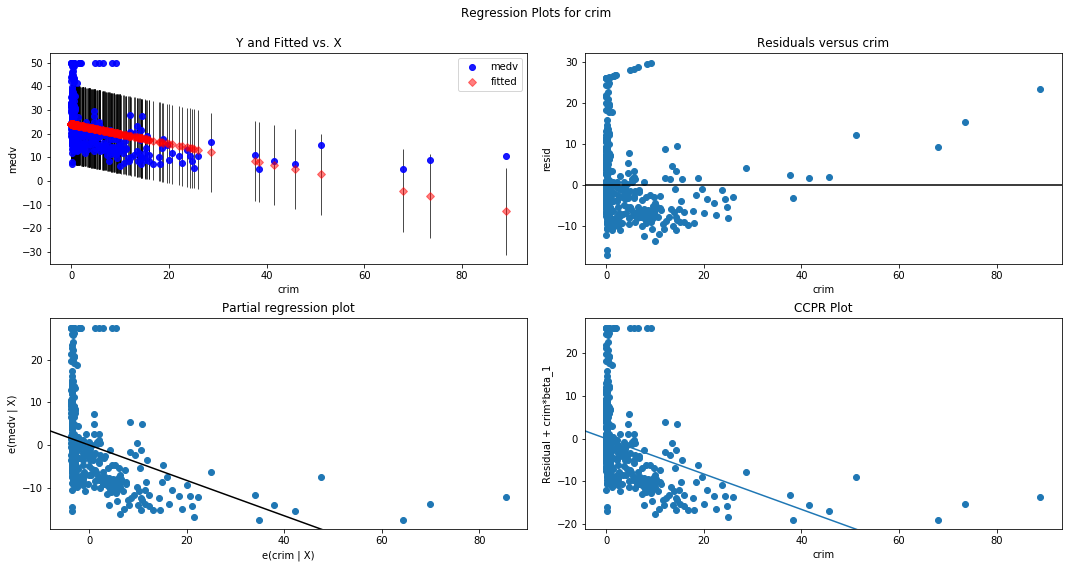 Regression Plots for crim
Y and Fitted vs. X
medv
fitted
50
40
30
20
10
0
−10
−20
−30
medv
0
20
40
60
80
crim
Residuals versus crim
30
20
10
0
−10
resid
0
20
40
60
80
crim
Partial regression plot
20
10
0
−10
e(medv | X)
0
20
40
60
80
e(crim | X)
CCPR Plot
20
10
0
−10
−20
Residual + crim*beta_1
0
20
40
60
80
crim